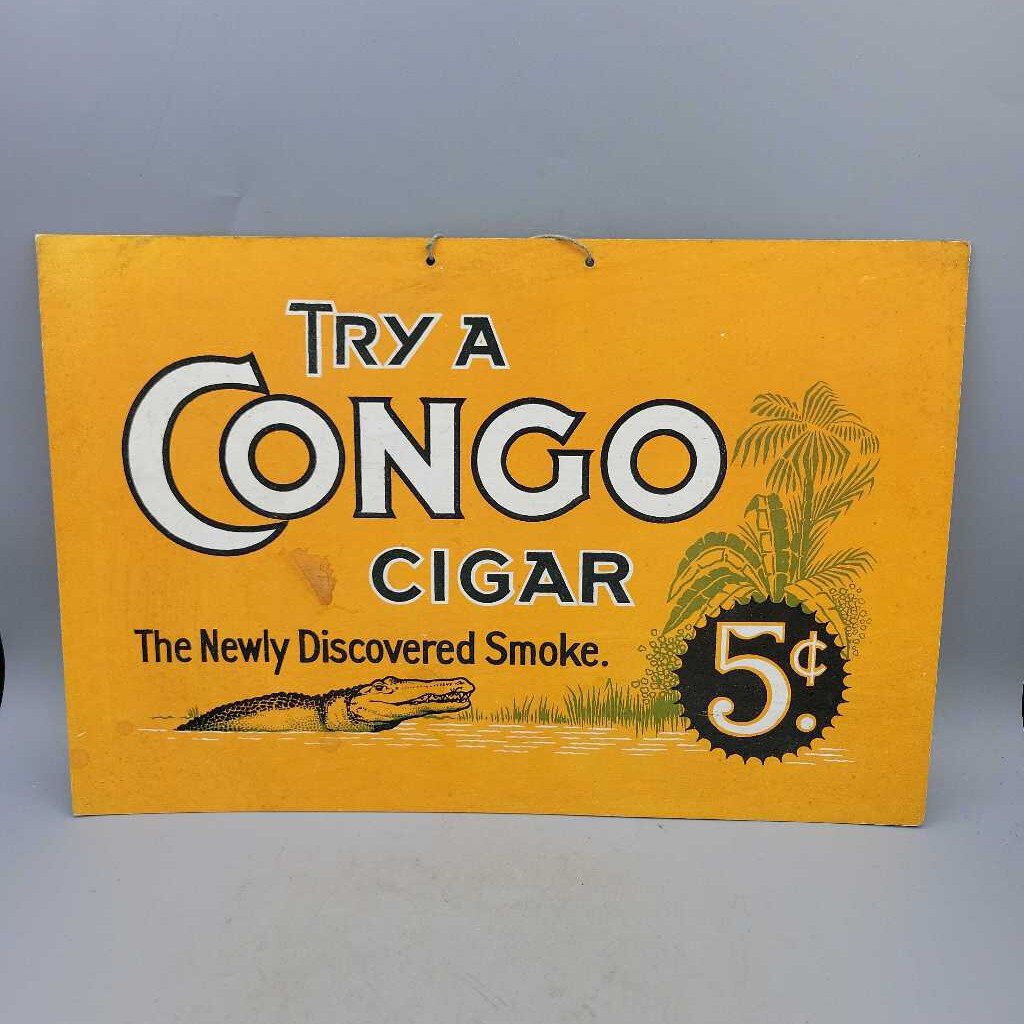 TRY A
CONGO
CIGAR
The Newly Discovered Smoke.
5¢.